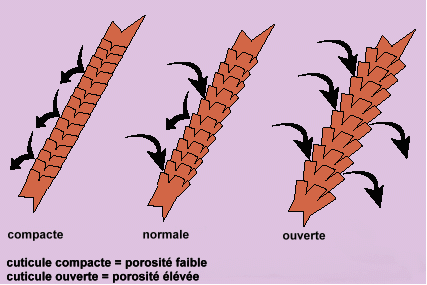 compacte normale ouverte
cuticule compacte = porosité faible
cuticule ouverte = porosité élévée